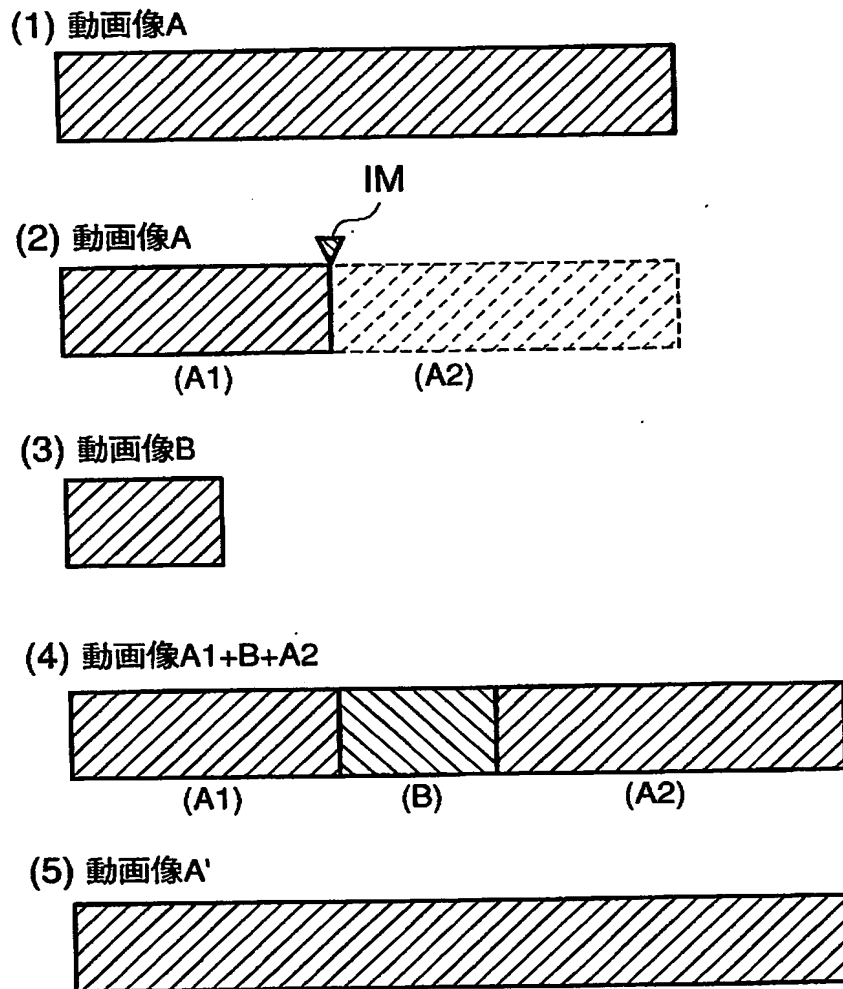 (1) 動画像A
IM
(2) 動画像A
(A1) (A2)
(3) 動画像B
(4) 動画像A1+B+A2
(A1) (B) (A2)
(5) 動画像A'